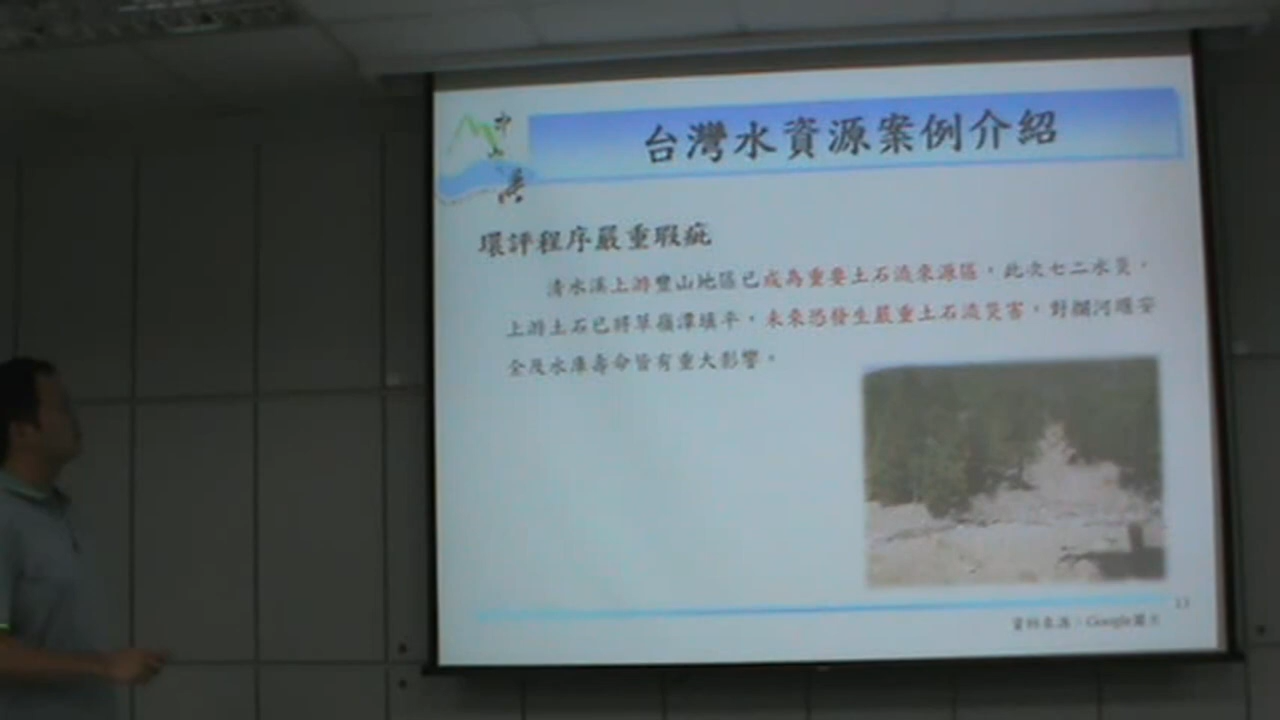 中山
台灣水資源案例介紹
環評程序嚴重瑕疵
清水溪上游豐山地區已成為重要土石流來源區，此次七二水災，
上游土石已將草嶺潭填平，未來恐發生嚴重土石流災害，對攔河堰安
全及水庫壽命皆有重大影響。
13
資料來源：Google圖片